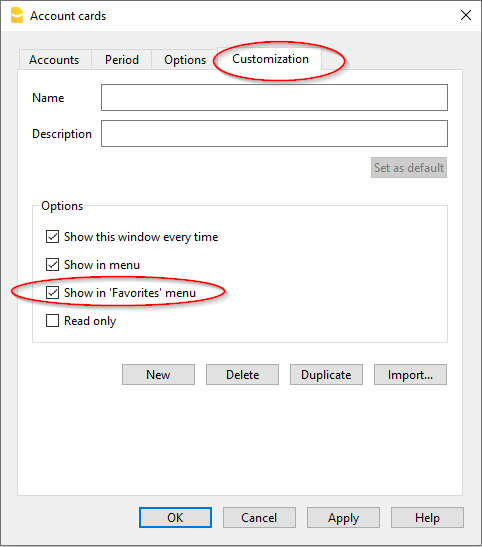 Account cards
Accounts Period Options Customization
Name
Description
Set as default
Options
Show this window every time
Show in menu
Show in 'Favorites' menu
Read only
New Delete Duplicate Import...
OK Cancel Apply Help